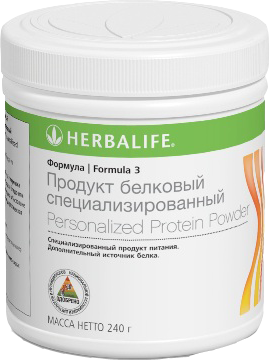 HERBALIFE.
Формула | Formula 3
Продукт белковый
специализированный
Personalized Protein Powder
Специализированный продукт питания.
Дополнительный источник белка.
ОДОБРЕНО
МАССА НЕТТО 240 г